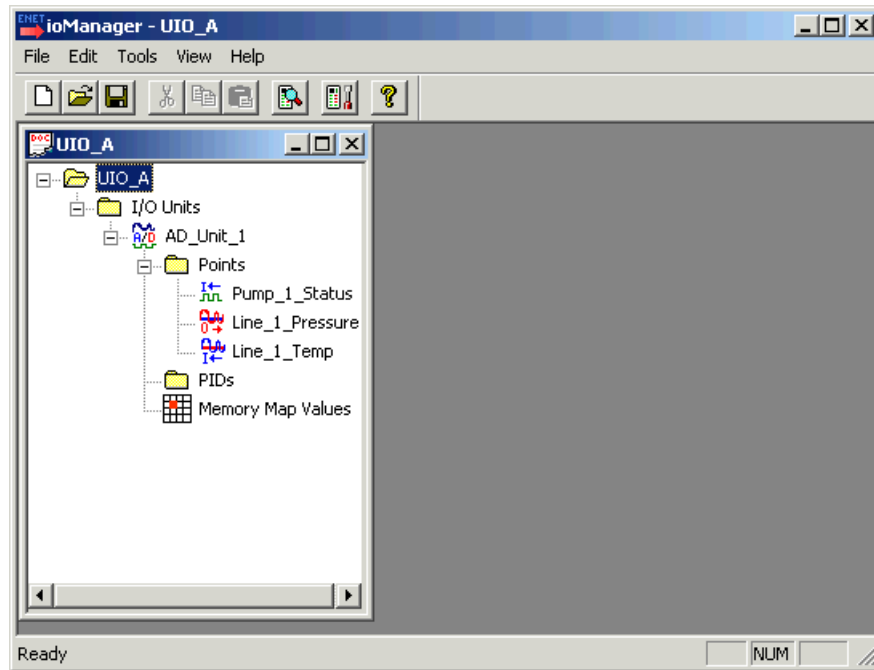 ENET
ioManager - UIO_A
File Edit Tools View Help
DOC
UIO_A
UIO_A
I/O Units
A/D AD_Unit_1
Points
I Pump_1_Status
O Line_1_Pressure
I Line_1_Temp
PIDs
Memory Map Values
Ready NUM